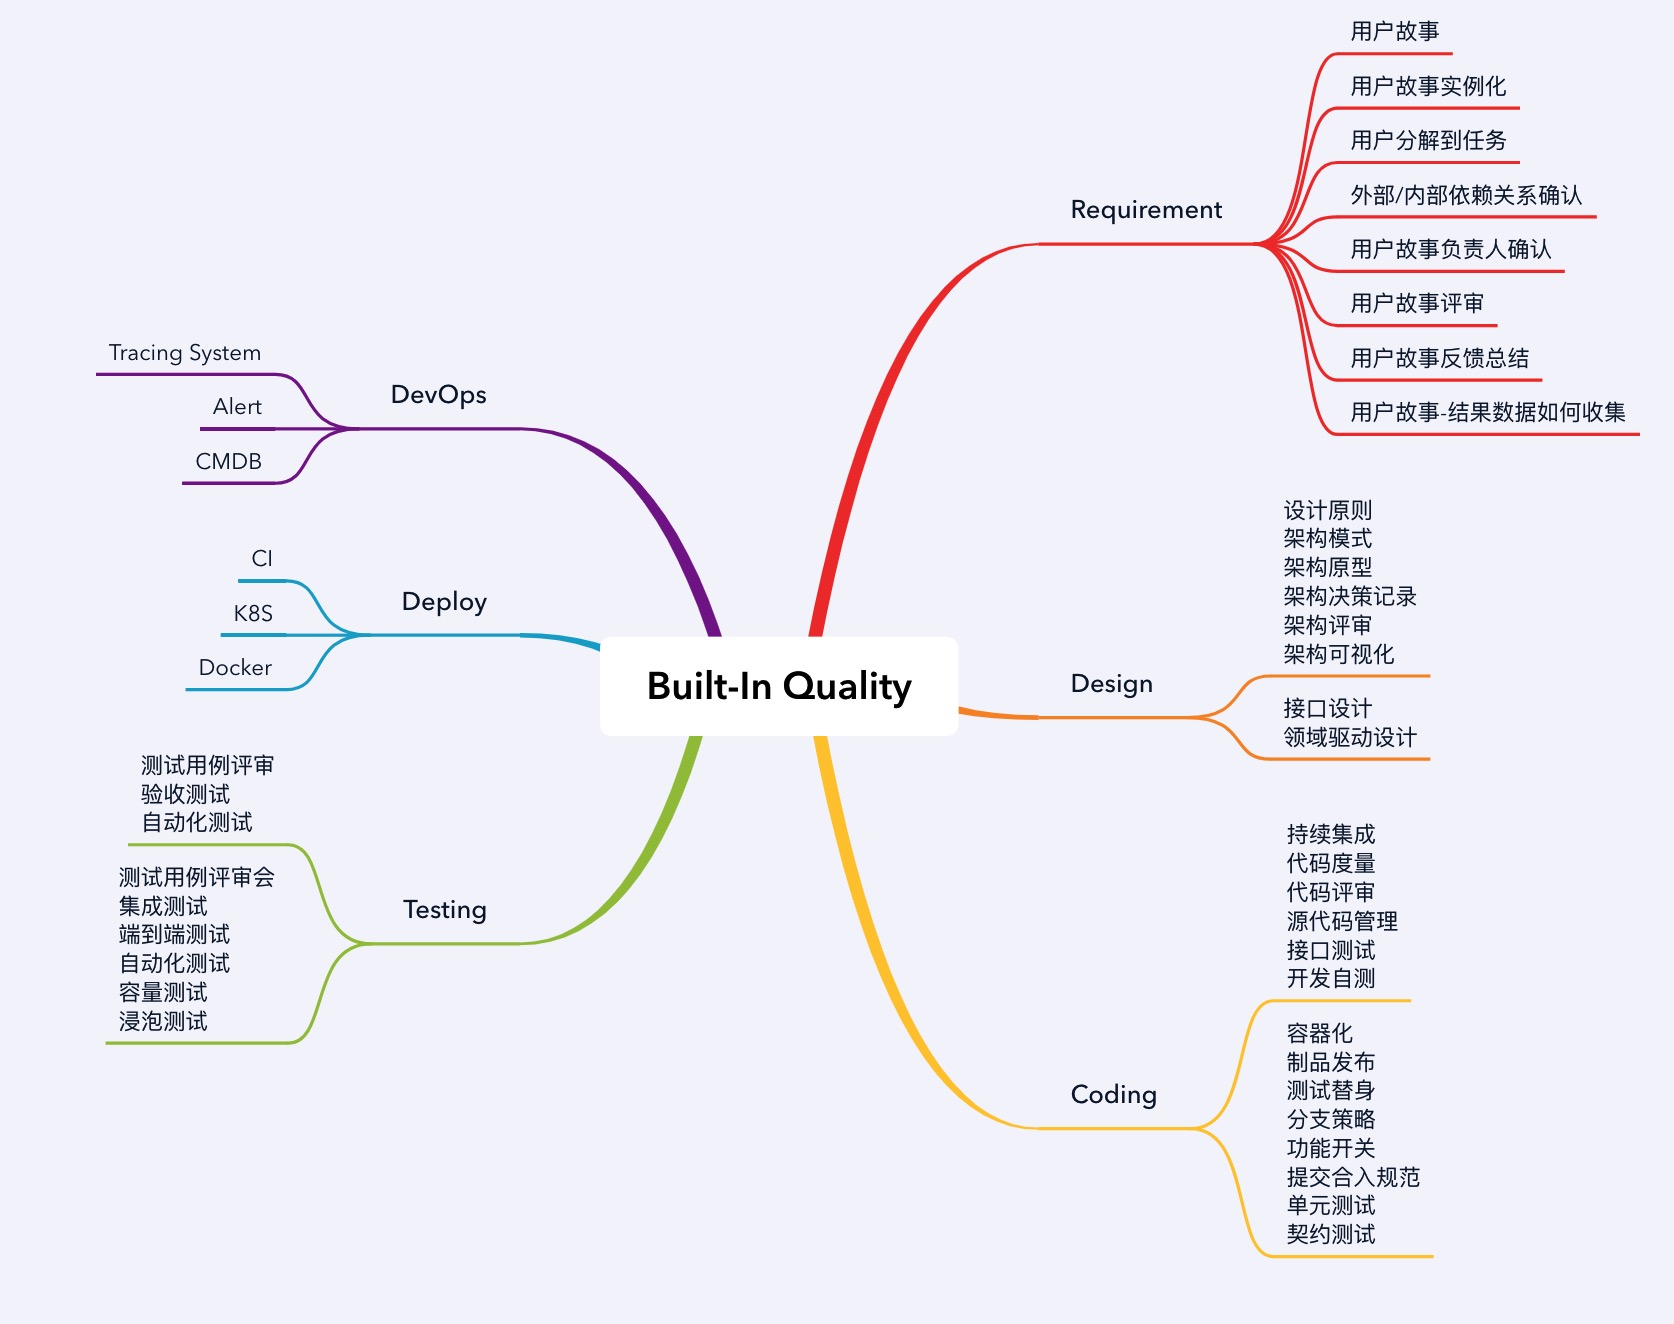 Built-In Quality
Requirement
用户故事
用户故事实例化
用户分解到任务
外部/内部依赖关系确认
用户故事负责人确认
用户故事评审
用户故事反馈总结
用户故事-结果数据如何收集
Design
设计原则
架构模式
架构原型
架构决策记录
架构评审
架构可视化
接口设计
领域驱动设计
Coding
持续集成
代码度量
代码评审
源代码管理
接口测试
开发自测
容器化
制品发布
测试替身
分支策略
功能开关
提交合入规范
单元测试
契约测试
DevOps
Tracing System
Alert
CMDB
Deploy
CI
K8S
Docker
Testing
测试用例评审
验收测试
自动化测试
测试用例评审会
集成测试
端到端测试
自动化测试
容量测试
浸泡测试